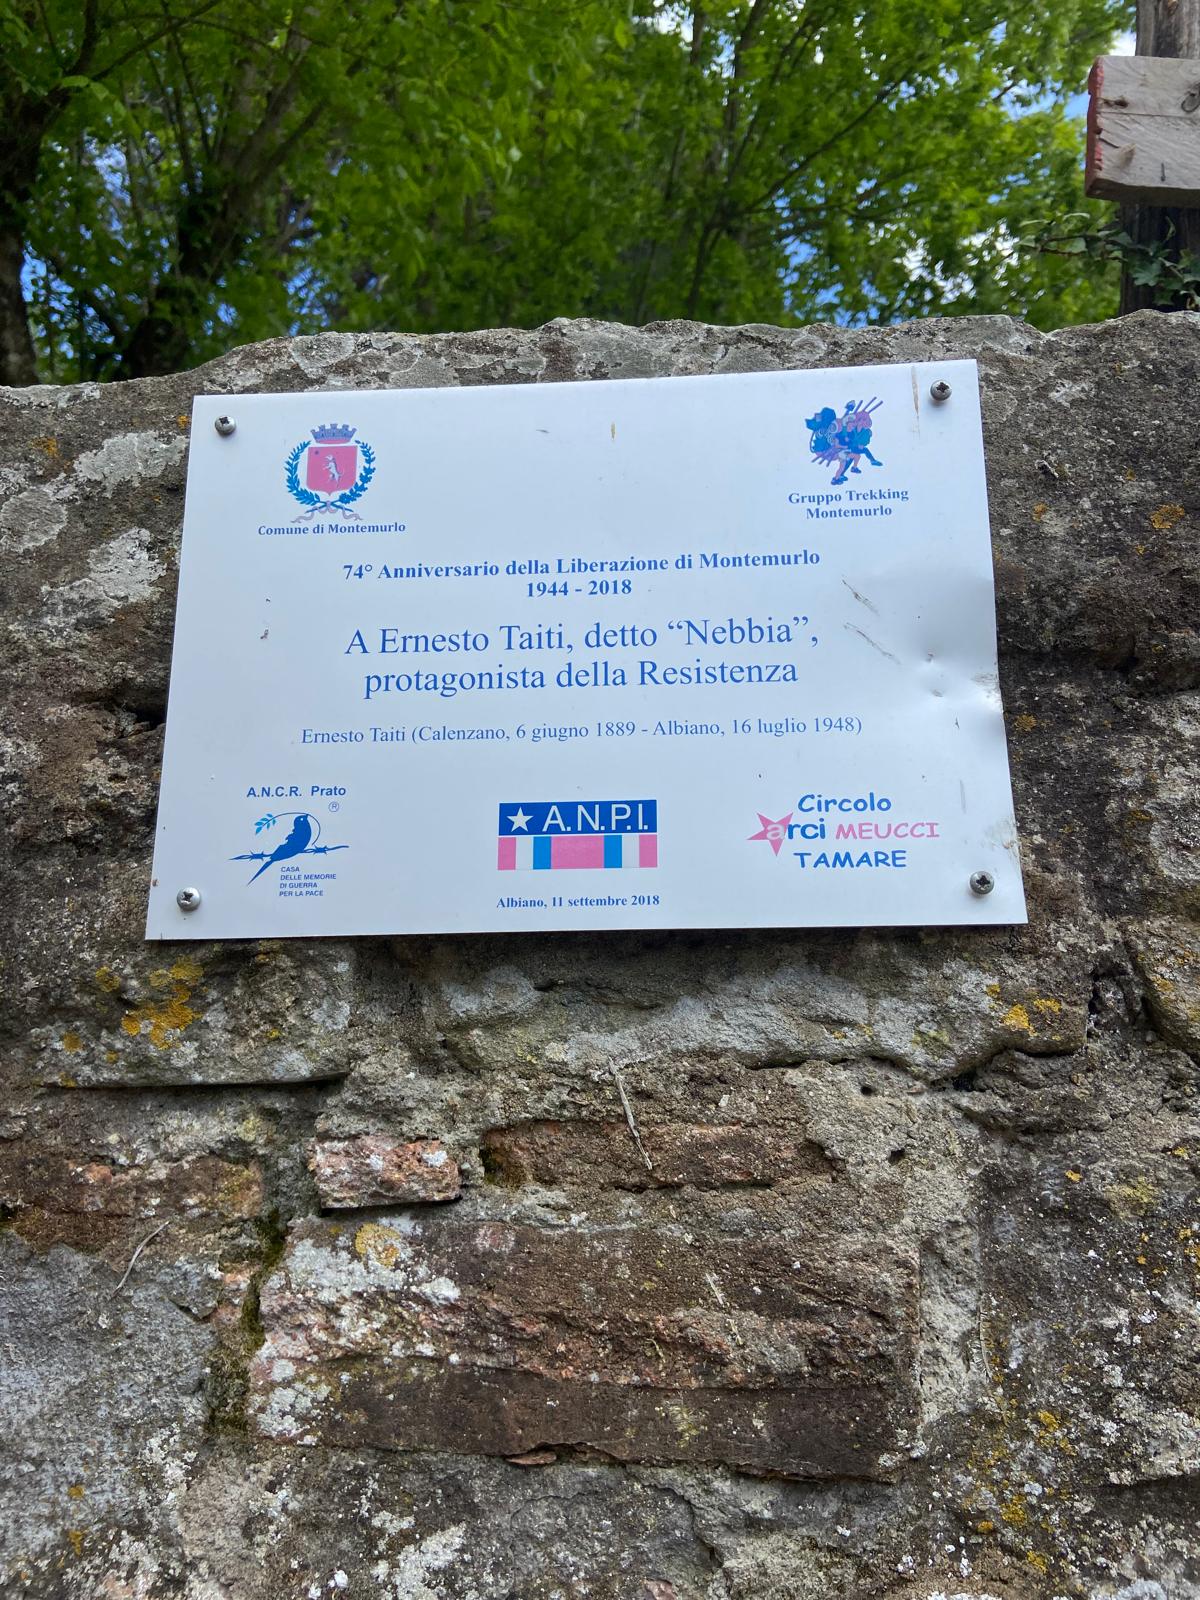 Comune di Montemurlo
Gruppo Trekking
Montemurlo
74° Anniversario della Liberazione di Montemurlo
1944 - 2018
A Ernesto Taiti, detto “Nebbia”,
protagonista della Resistenza
Ernesto Taiti (Calenzano, 6 giugno 1889 - Albiano, 16 luglio 1948)
A.N.C.R. Prato
®
CASA
DELLE MEMORIE
DI GUERRA
PER LA PACE
A.N.P.I.
Albiano, 11 settembre 2018
Circolo
arci MEUCCI
TAMARE